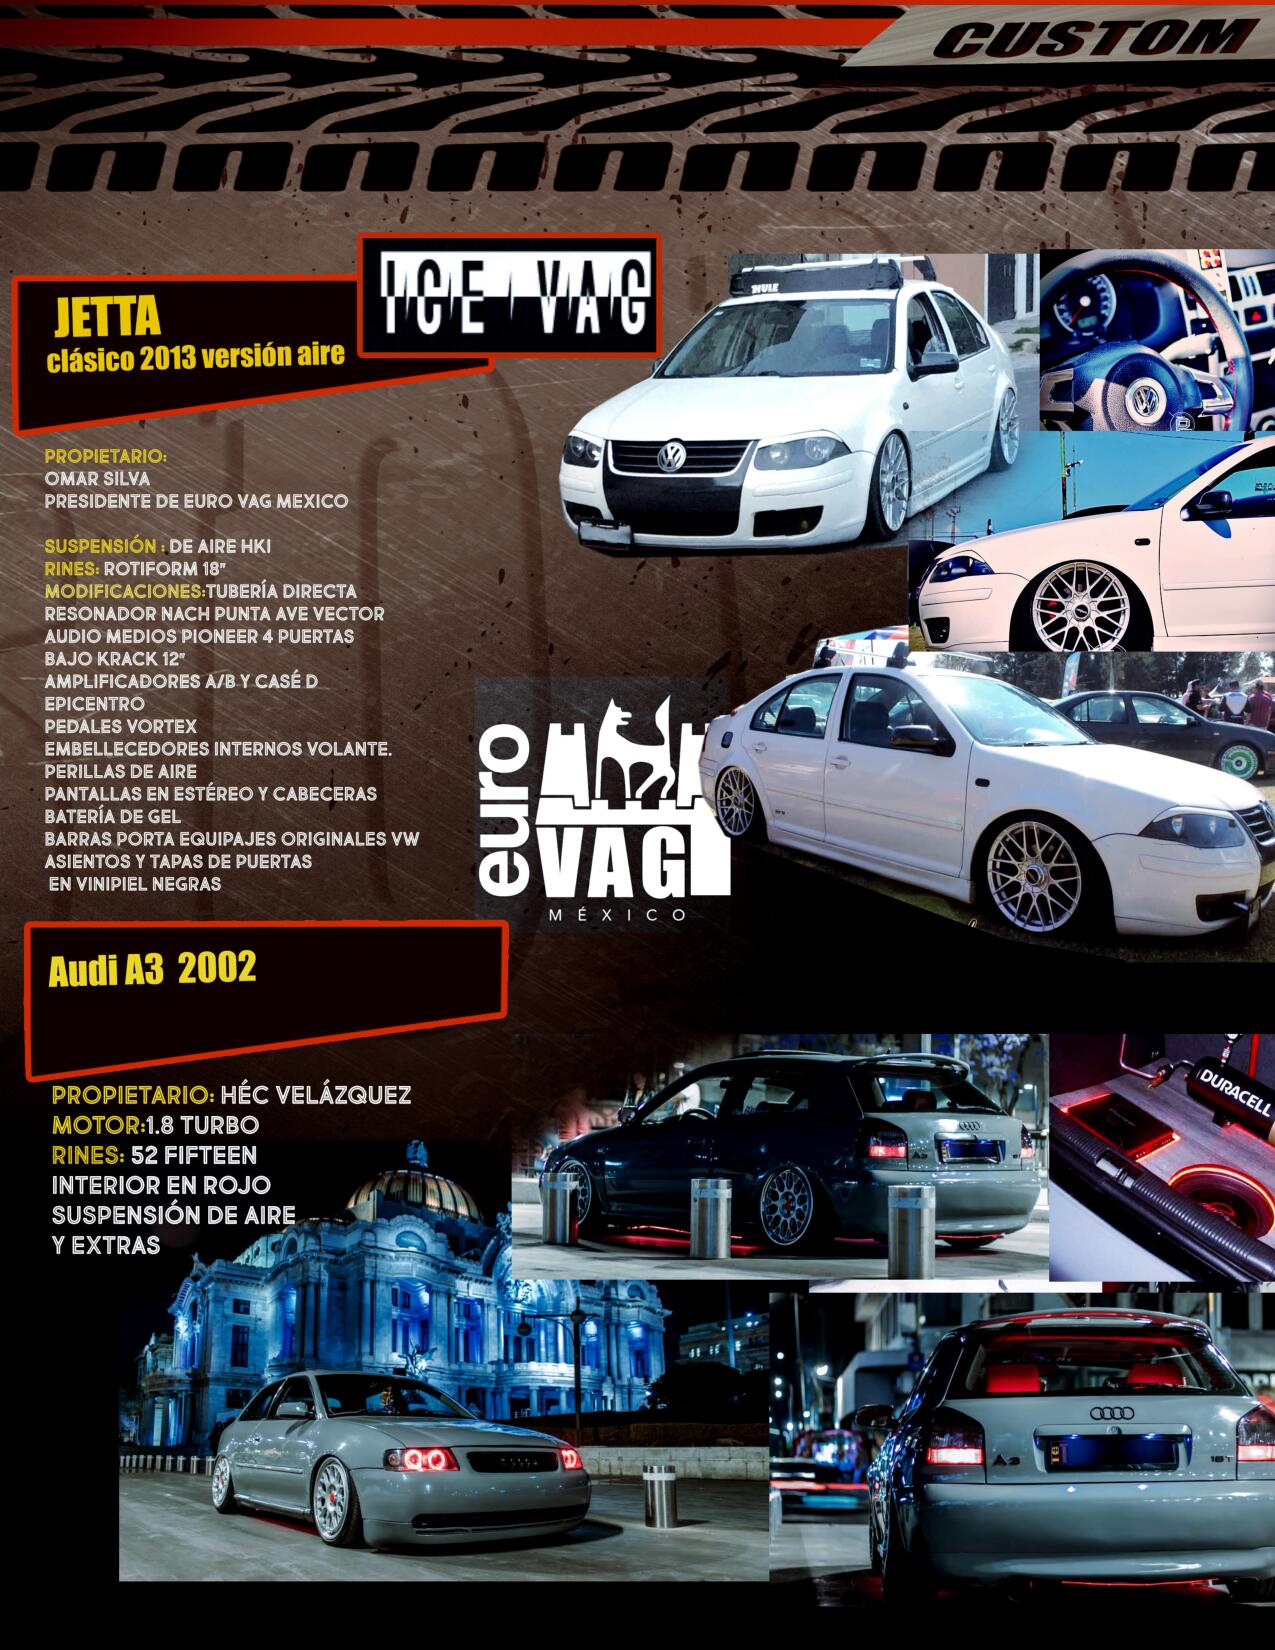 CUSTOM
ICE VAG
JETTA
clásico 2013 versión aire
THULE
PROPIETARIO:
OMAR SILVA
PRESIDENTE DE EURO VAG MEXICO
SUSPENSIÓN : DE AIRE HKI
RINES: ROTIFORM 18"
MODIFICACIONES:TUBERÍA DIRECTA
RESONADOR NACH PUNTA AVE VECTOR
AUDIO MEDIOS PIONEER 4 PUERTAS
BAJO KRACK 12"
AMPLIFICADORES A/B Y CASÉ D
EPICENTRO
PEDALES VORTEX
EMBELLECEDORES INTERNOS VOLANTE.
PERILLAS DE AIRE
PANTALLAS EN ESTÉREO Y CABECERAS
BATERÍA DE GEL
BARRAS PORTA EQUIPAJES ORIGINALES VW
ASIENTOS Y TAPAS DE PUERTAS
EN VINIPIEL NEGRAS
euro
VAG
MÉXICO
Audi A3 2002
PROPIETARIO: HÉC VELÁZQUEZ
MOTOR:1.8 TURBO
RINES: 52 FIFTEEN
INTERIOR EN ROJO
SUSPENSIÓN DE AIRE
Y EXTRAS
A3
DURACELL
A3
1.8T